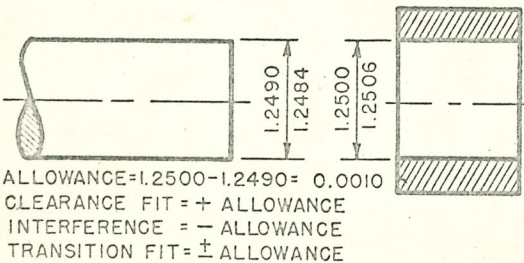 1.2490
1.2484
1.2500
1.2506
ALLOWANCE=1.2500-1.2490= 0.0010
CLEARANCE FIT = + ALLOWANCE
INTERFERENCE = - ALLOWANCE
TRANSITION FIT= ± ALLOWANCE